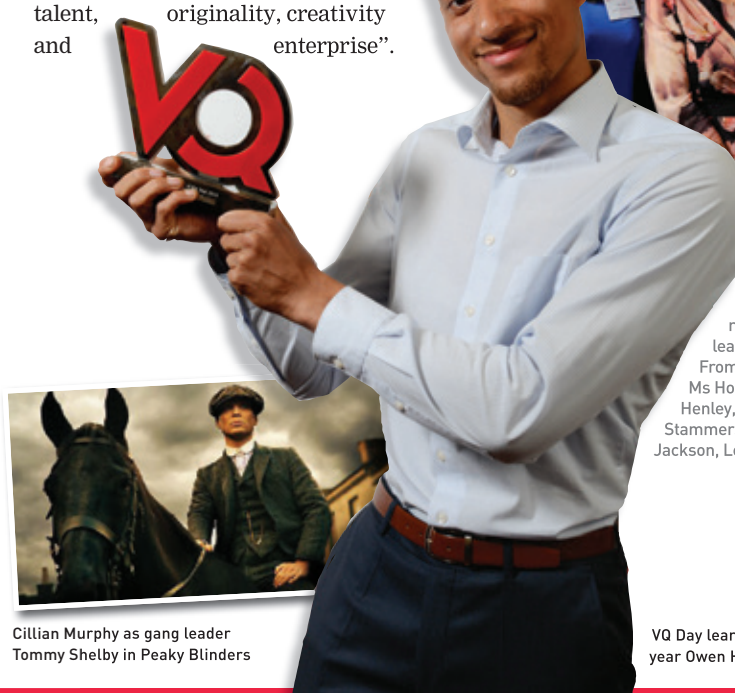 talent, originality, creativity
and enterprise”.
VQ
lea
From
Ms Ho
Henley,
Stammer
Jackson, Le
Cillian Murphy as gang leader
Tommy Shelby in Peaky Blinders
VQ Day lear
year Owen H